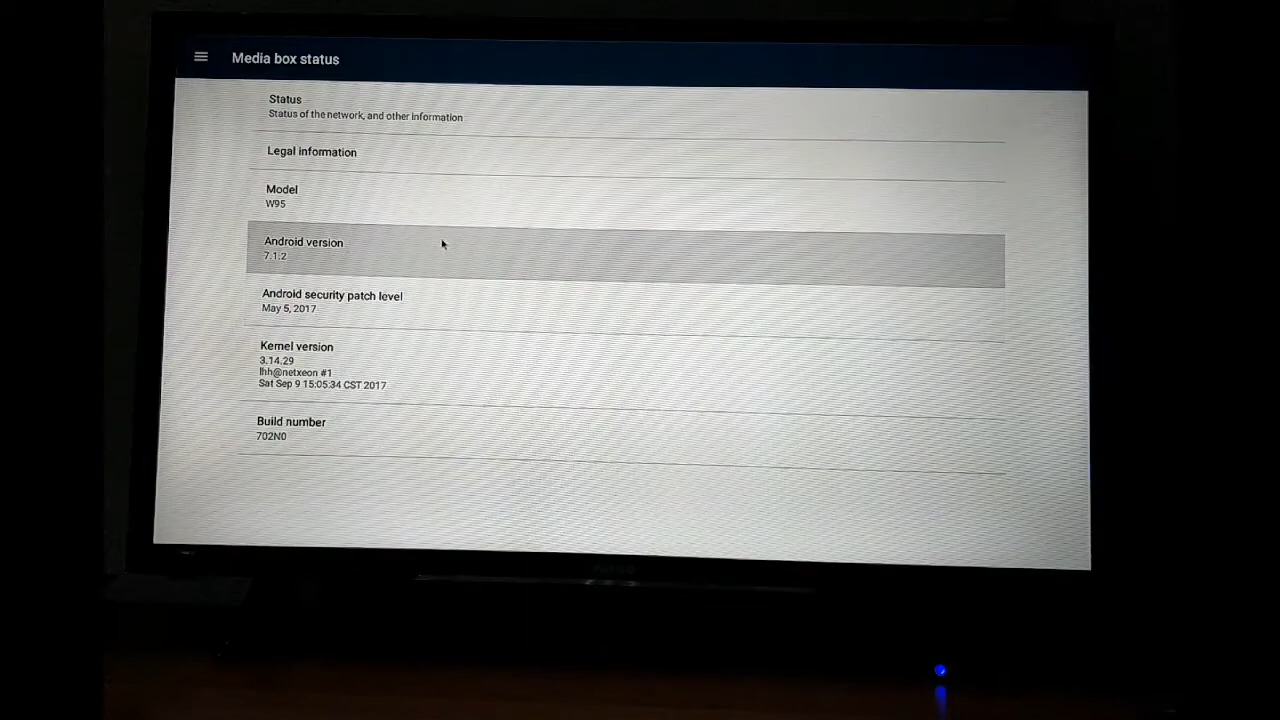 Media box status
Status
Status of the network, and other information
Legal information
Model
W95
Android version
7.1.2
Android security patch level
May 5, 2017
Kernel version
3.14.29
lhh@netxeon #1
Sat Sep 9 15:05:34 CST 2017
Build number
702N0